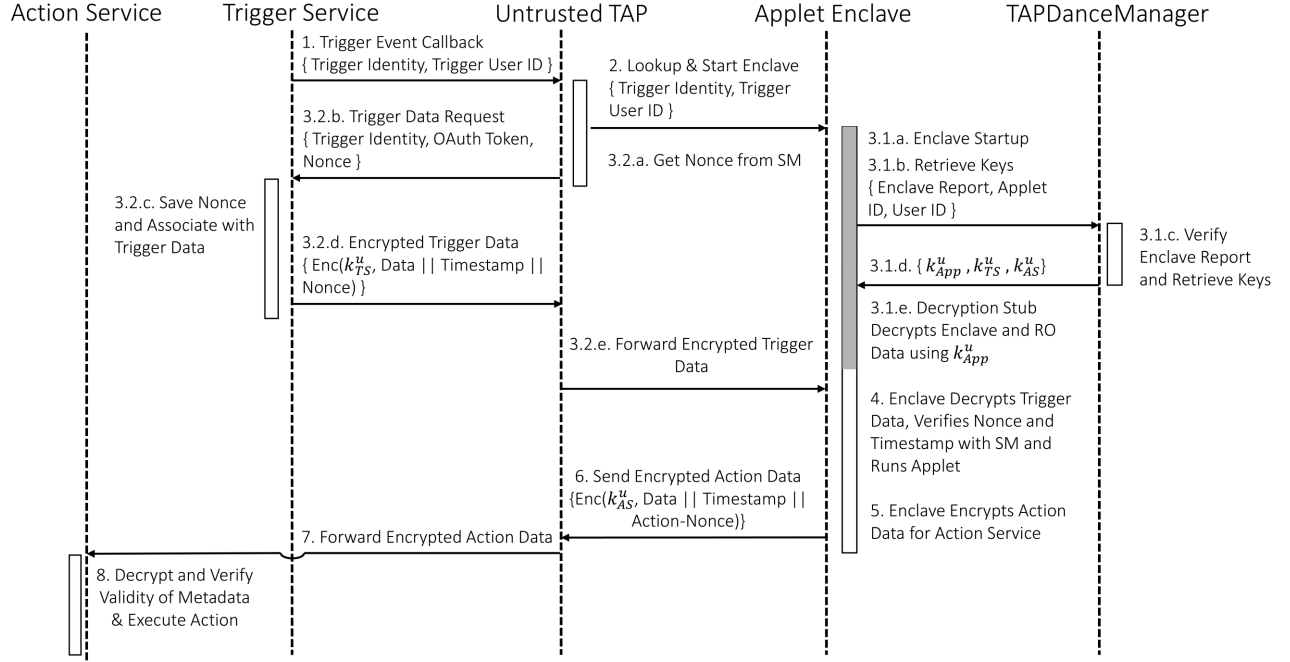 Action Service
Trigger Service
Untrusted TAP
Applet Enclave
TAPDanceManager
1. Trigger Event Callback
{ Trigger Identity, Trigger User ID }
2. Lookup & Start Enclave
{ Trigger Identity, Trigger
User ID }
3.2.b. Trigger Data Request
{ Trigger Identity, OAuth Token,
Nonce }
3.2.a. Get Nonce from SM
3.1.a. Enclave Startup
3.1.b. Retrieve Keys
{ Enclave Report, Applet
ID, User ID }
3.2.c. Save Nonce
and Associate with
Trigger Data
3.1.c. Verify
Enclave Report
and Retrieve Keys
3.2.d. Encrypted Trigger Data
{ Enc(k^u_TS, Data || Timestamp ||
Nonce) }
3.1.d. { k^u_App , k^u_TS , k^u_AS}
3.1.e. Decryption Stub
Decrypts Enclave and RO
Data using k^u_App
3.2.e. Forward Encrypted Trigger
Data
4. Enclave Decrypts Trigger
Data, Verifies Nonce and
Timestamp with SM and
Runs Applet
6. Send Encrypted Action Data
{Enc(k^u_AS, Data || Timestamp ||
Action-Nonce)}
5. Enclave Encrypts Action
Data for Action Service
7. Forward Encrypted Action Data
8. Decrypt and Verify
Validity of Metadata
& Execute Action